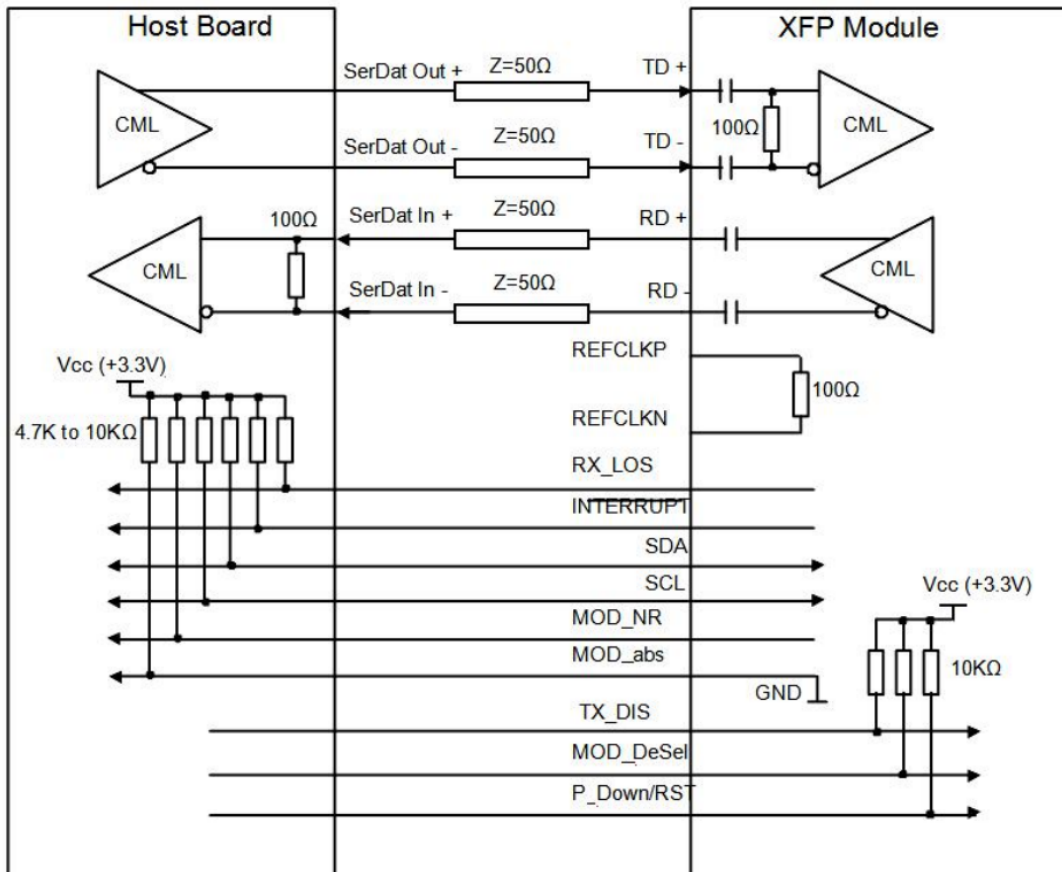 Host Board
XFP Module
SerDat Out +
Z=50Ω
TD +
CML
100Ω
CML
SerDat Out -
Z=50Ω
TD -
SerDat In +
Z=50Ω
RD +
100Ω
CML
CML
SerDat In -
Z=50Ω
RD -
REFCLKP
Vcc (+3.3V)
100Ω
REFCLKN
4.7K to 10KΩ
RX_LOS
INTERRUPT
SDA
SCL
Vcc (+3.3V)
MOD_NR
MOD_abs
10KΩ
GND
TX_DIS
MOD_DeSel
P_Down/RST